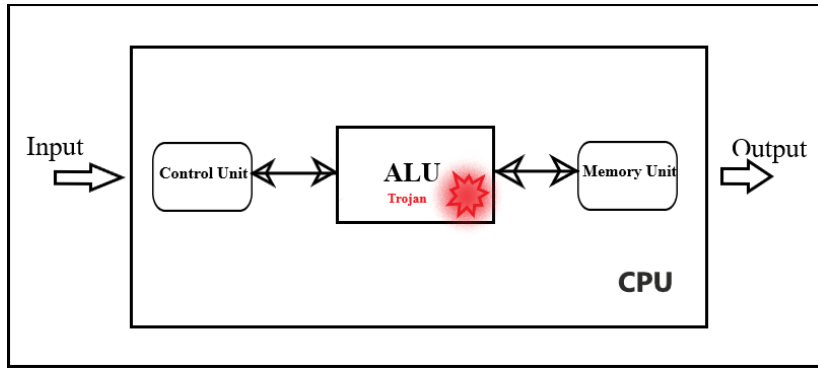 Input
Control Unit
ALU
Trojan
Memory Unit
Output
CPU